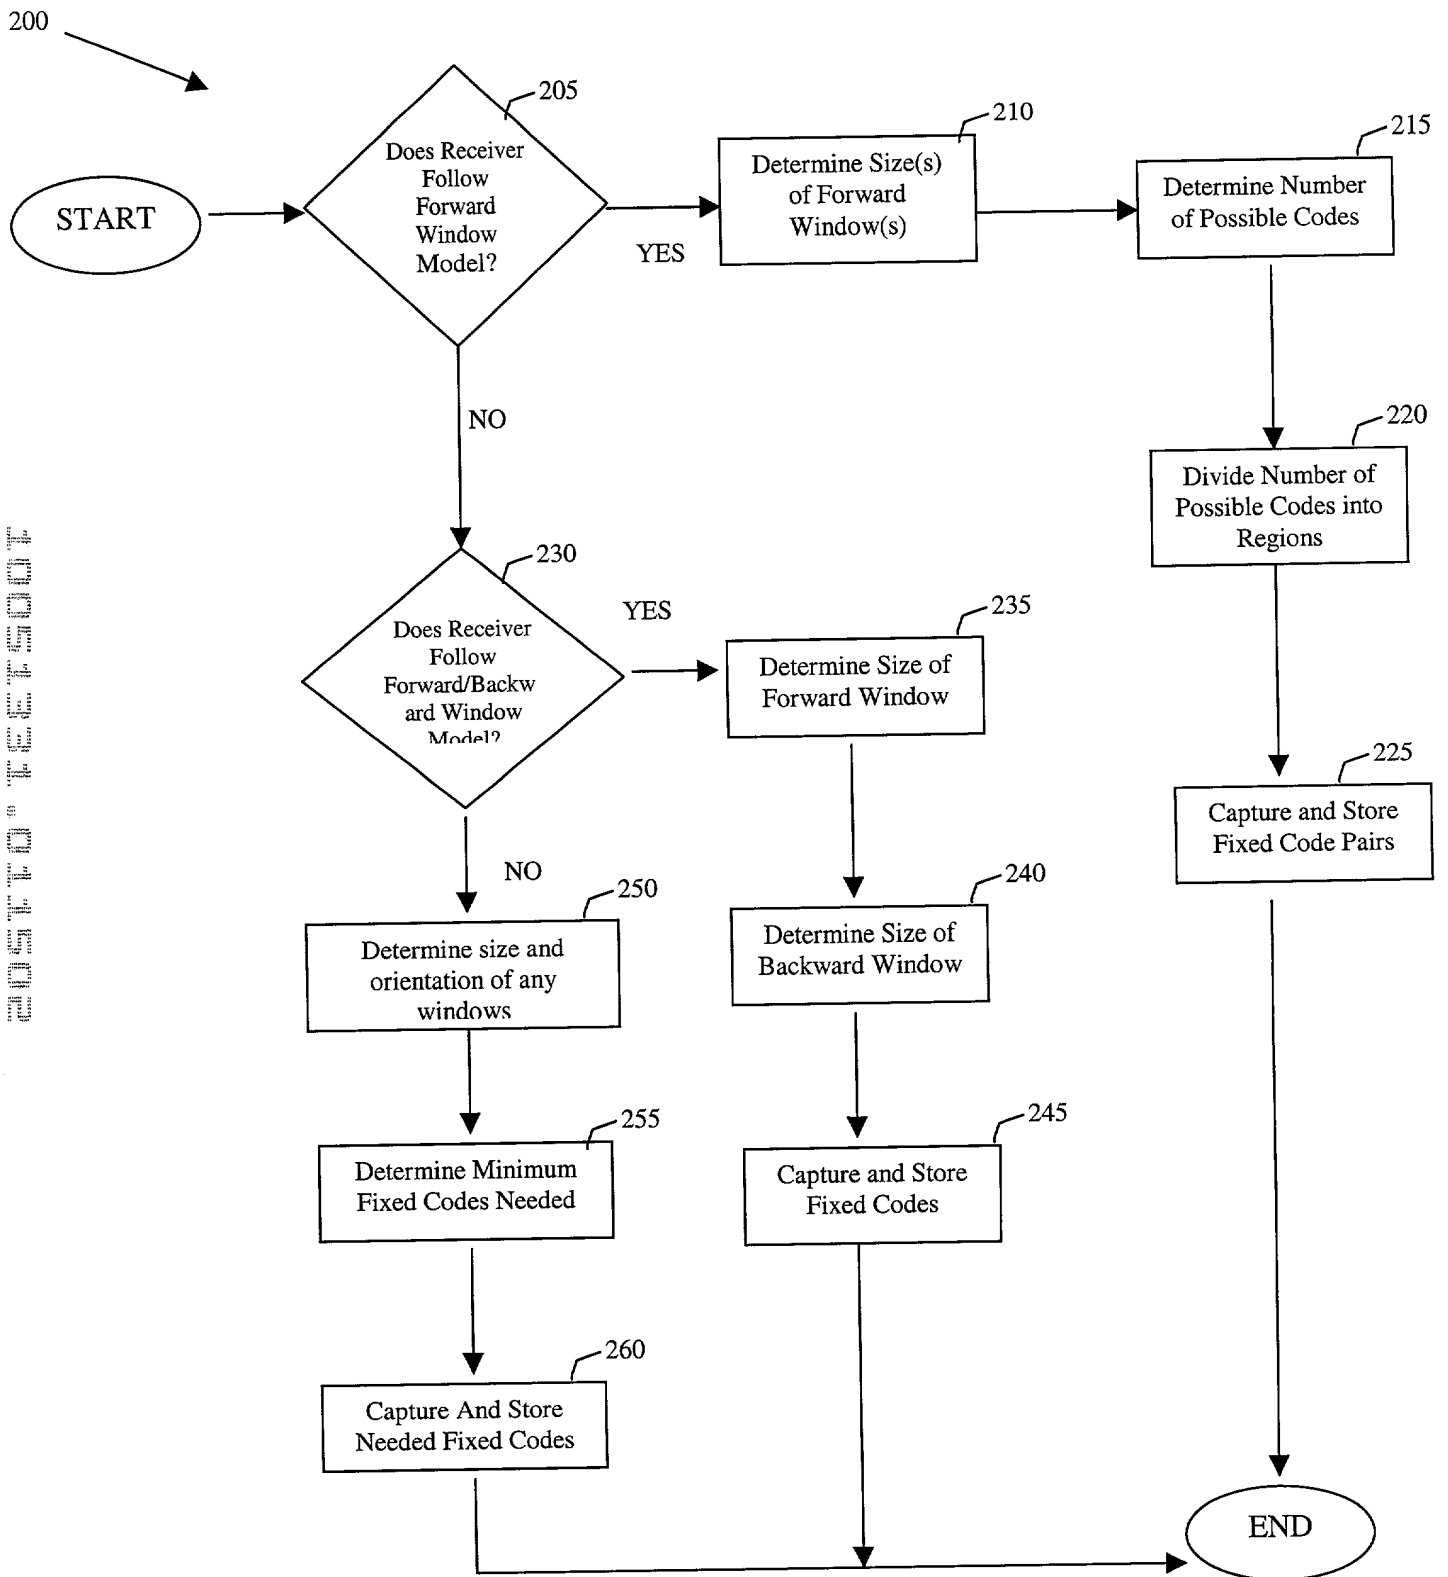 200
START
205
Does Receiver
Follow
Forward
Window
Model?
YES
NO
210
Determine Size(s)
of Forward
Window(s)
215
Determine Number
of Possible Codes
220
Divide Number of
Possible Codes into
Regions
225
Capture and Store
Fixed Code Pairs
230
Does Receiver
Follow
Forward/Backw
ard Window
Model?
YES
NO
235
Determine Size of
Forward Window
240
Determine Size of
Backward Window
245
Capture and Store
Fixed Codes
250
Determine size and
orientation of any
windows
255
Determine Minimum
Fixed Codes Needed
260
Capture And Store
Needed Fixed Codes
END